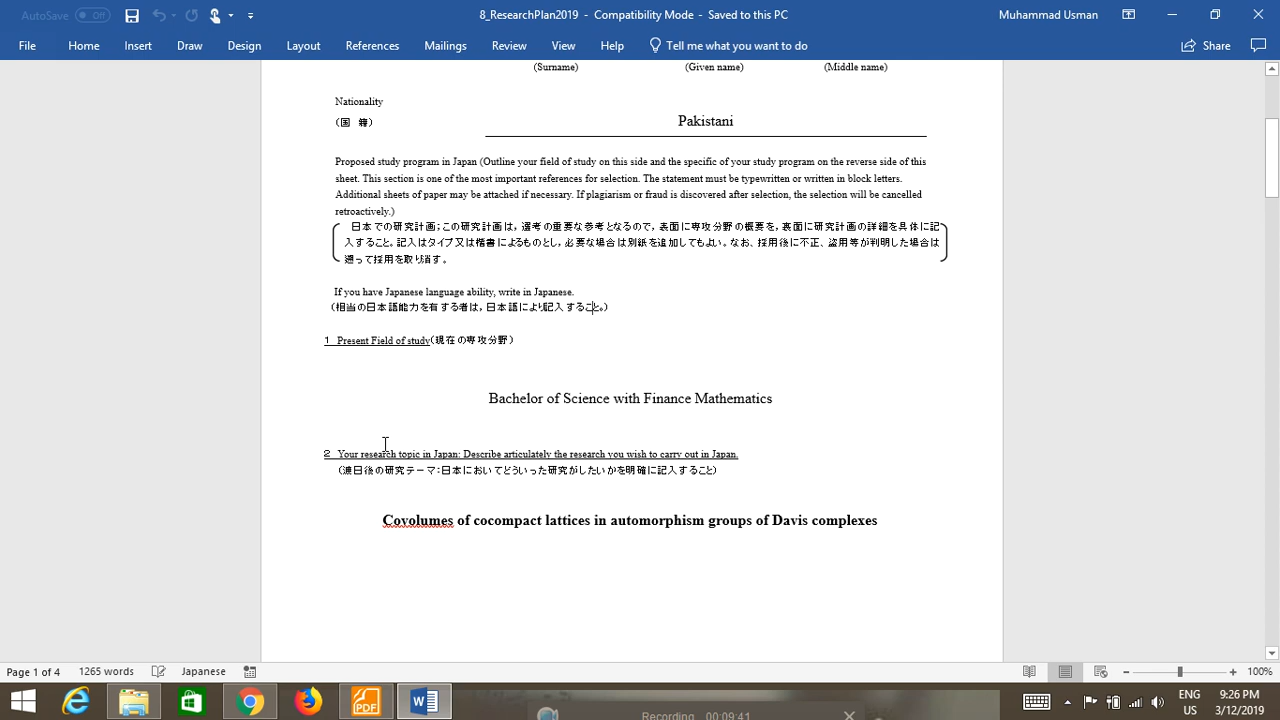 AutoSave Off
8_ResearchPlan2019 - Compatibility Mode - Saved to this PC
Muhammad Usman
File Home Insert Draw Design Layout References Mailings Review View Help Tell me what you want to do Share
(Surname) (Given name) (Middle name)
Nationality
(国 籍)
Pakistani
Proposed study program in Japan (Outline your field of study on this side and the specific of your study program on the reverse side of this
sheet. This section is one of the most important references for selection. The statement must be typewritten or written in block letters.
Additional sheets of paper may be attached if necessary. If plagiarism or fraud is discovered after selection, the selection will be cancelled
retroactively.)
日本での研究計画；この研究計画は，選考の重要な参考となるので，表面に専攻分野の概要を，裏面に研究計画の詳細を具体に記
入すること。記入はタイプ又は楷書によるものとし，必要な場合は別紙を追加してもよい。なお、採用後に不正、盗用等が判明した場合は
遡って採用を取り消す。
If you have Japanese language ability, write in Japanese.
(相当の日本語能力を有する者は，日本語により記入すること。)
1 Present Field of study(現在の専攻分野)
Bachelor of Science with Finance Mathematics
2 Your research topic in Japan: Describe articulately the research you wish to carry out in Japan.
(渡日後の研究テーマ：日本においてどういった研究がしたいかを明確に記入すること)
Covolumes of cocompact lattices in automorphism groups of Davis complexes
Page 1 of 4 1265 words Japanese 100%
PDF
Recording 00:09:41
ENG
US
9:26 PM
3/12/2019